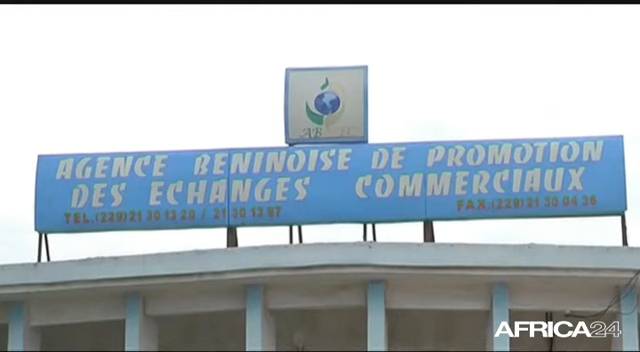 AGENCE BENINOISE DE PROMOTION
DES ECHANGES COMMERCIAUX
TEL.(229)21 30 13 20 / 21 30 13 97
FAX:(229)21 30 04 36
AFRICA24